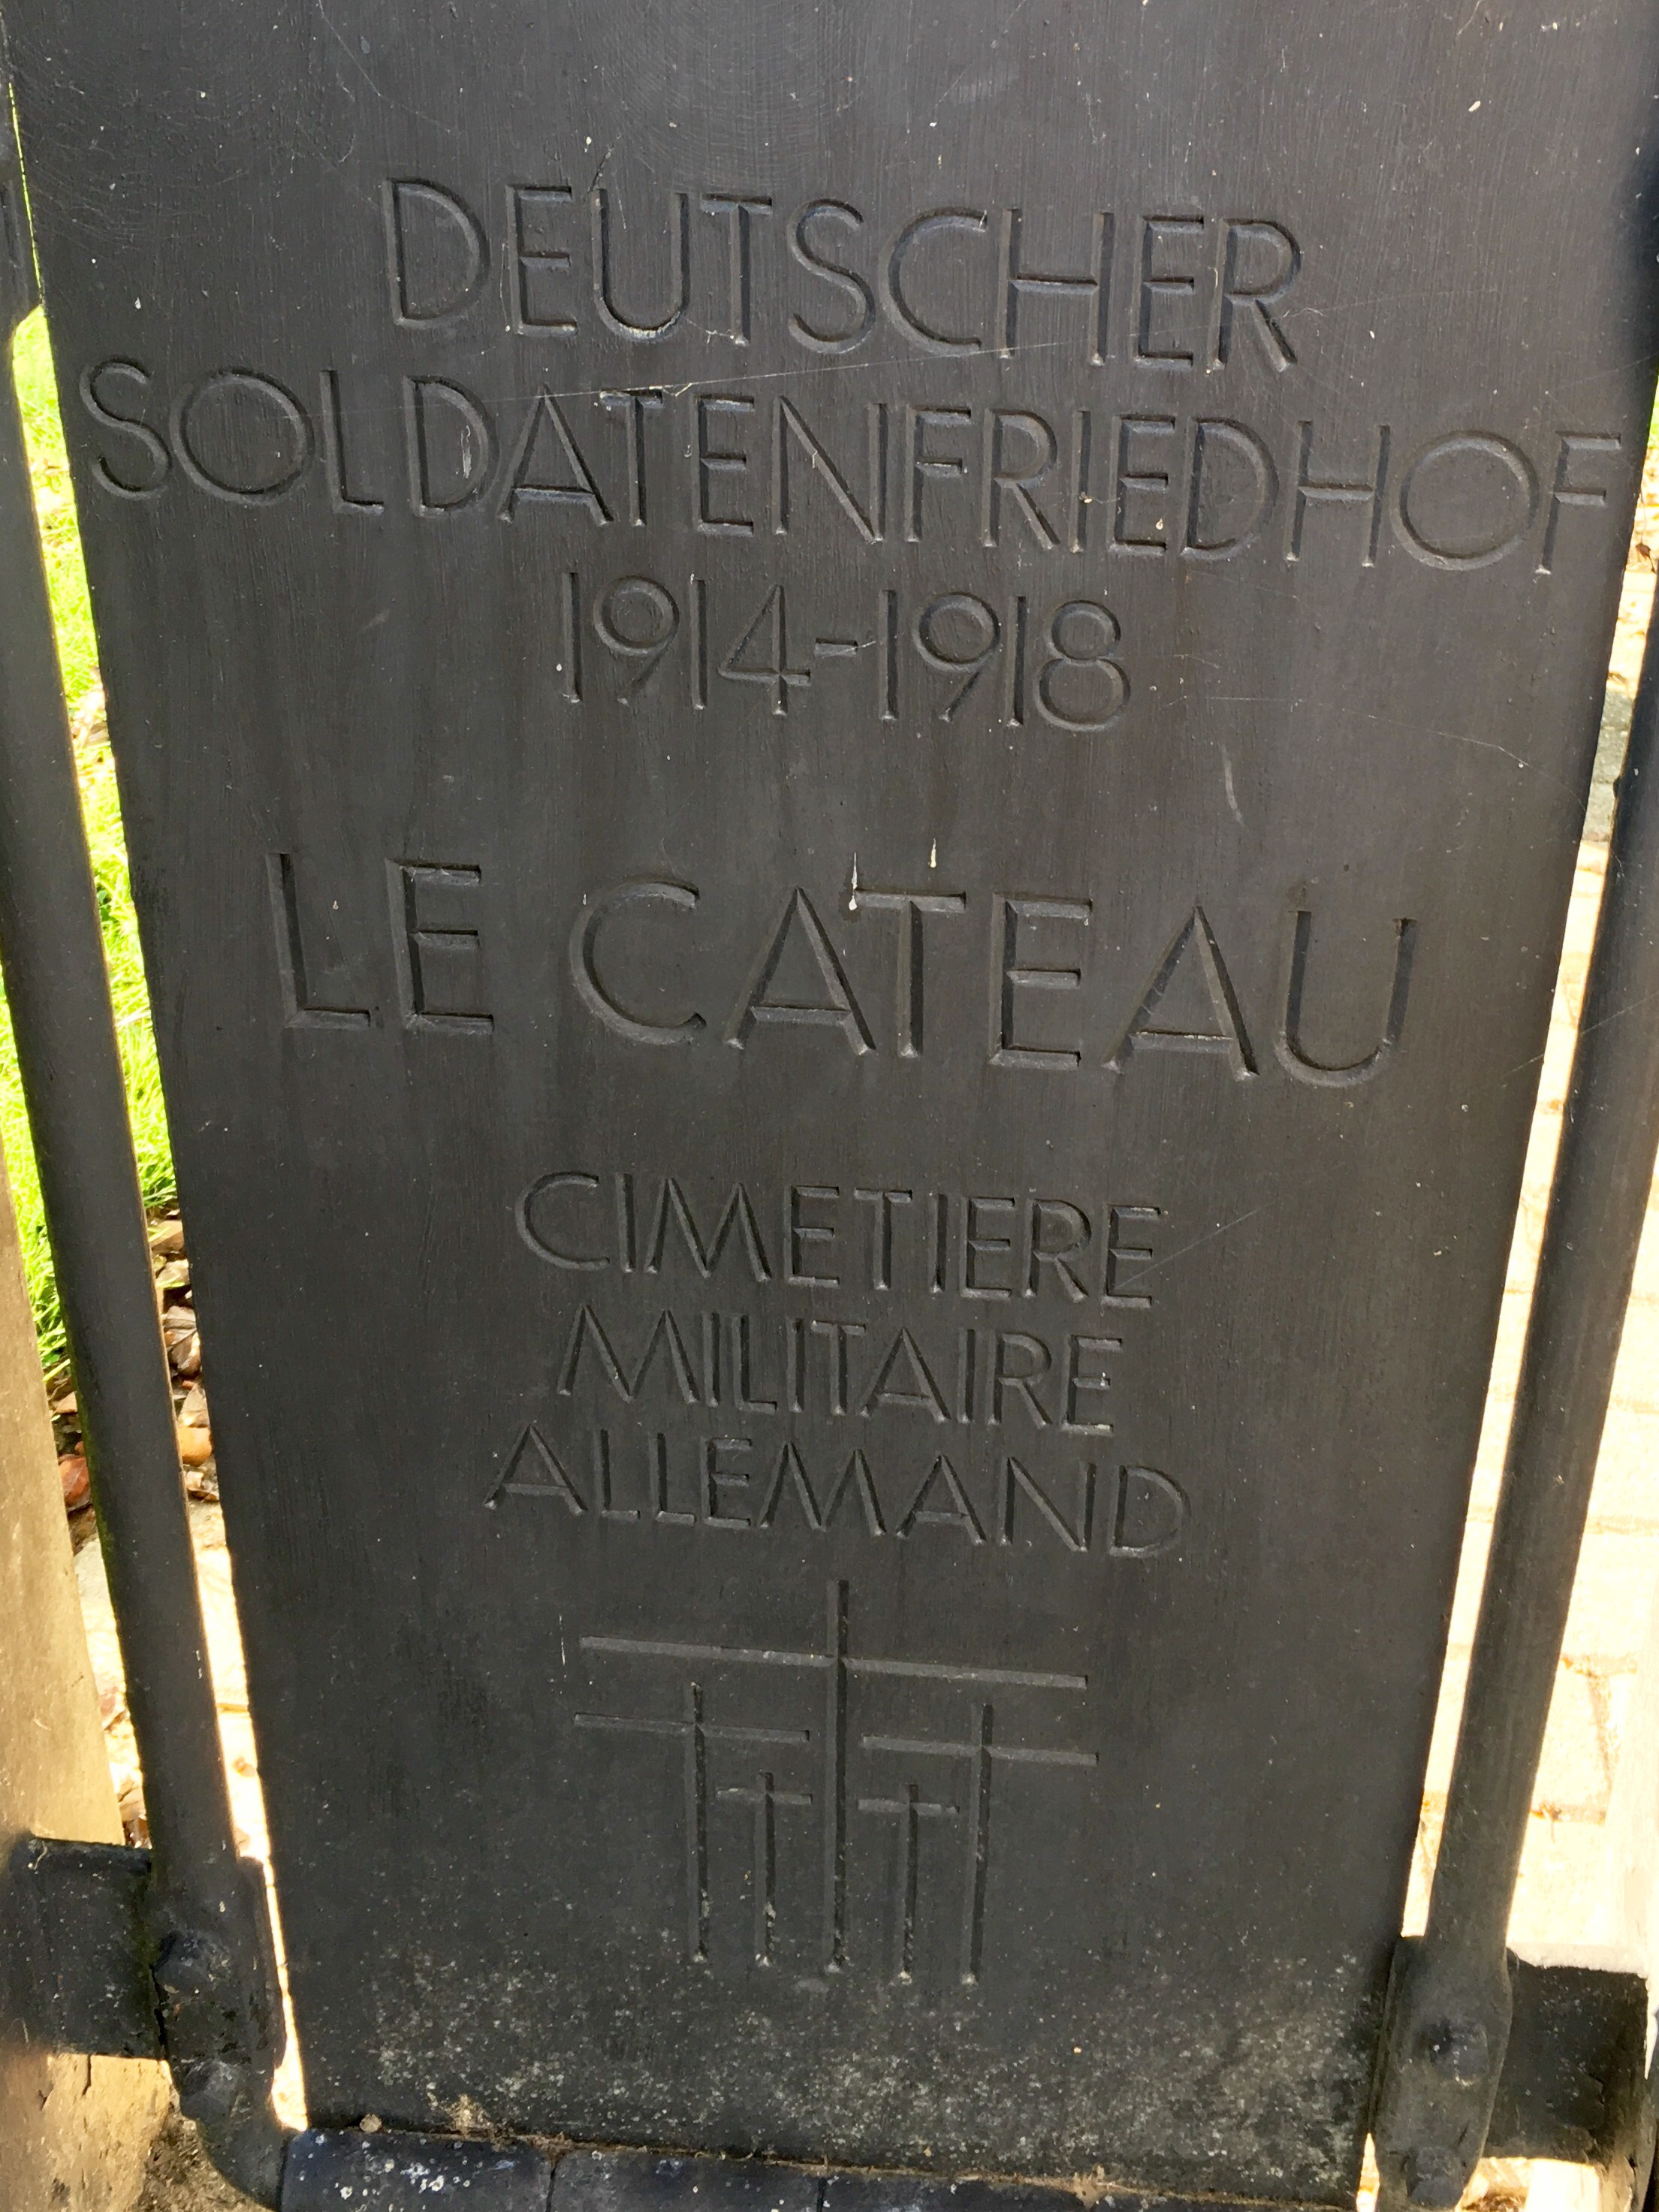 DEUTSCHER
SOLDATENFRIEDHOF
1914-1918
LE CATEAU
CIMETIERE
MILITAIRE
ALLEMAND